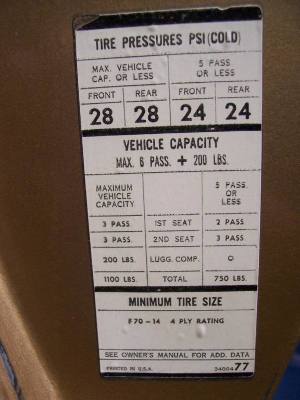 TIRE PRESSURES PSI (COLD)
MAX. VEHICLE CAP. OR LESS 5 PASS OR LESS
FRONT REAR FRONT REAR
28 28 24 24
VEHICLE CAPACITY
MAX. 6 PASS. + 200 LBS.
MAXIMUM VEHICLE CAPACITY 5 PASS. OR LESS
3 PASS. 1ST SEAT 2 PASS
3 PASS. 2ND SEAT 3 PASS.
200 LBS. LUGG. COMP. 0
1100 LBS. TOTAL 750 LBS.
MINIMUM TIRE SIZE
F70-14 4 PLY RATING
SEE OWNER'S MANUAL FOR ADD. DATA
PRINTED IN U.S.A. 3400477